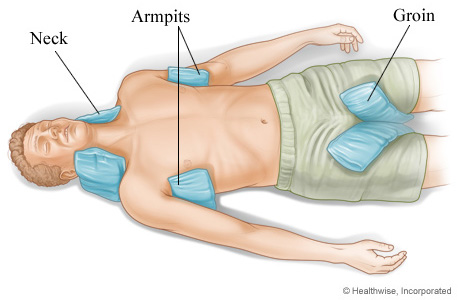 Armpits
Groin
Neck
© Healthwise, Incorporated